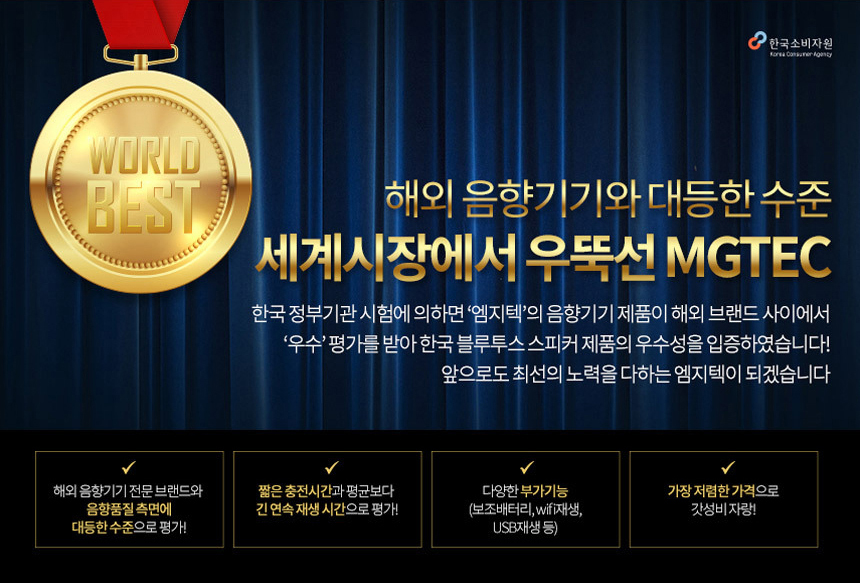 한국소비자원
Korea Consumer Agency
WORLD
BEST
해외 음향기기와 대등한 수준
세계시장에서 우뚝선 MGTEC
한국 정부기관 시험에 의하면 ‘엠지텍’의 음향기기 제품이 해외 브랜드 사이에서
‘우수’ 평가를 받아 한국 블루투스 스피커 제품의 우수성을 입증하였습니다!
앞으로도 최선의 노력을 다하는 엠지텍이 되겠습니다
해외 음향기기 전문 브랜드와
음향품질 측면에
대등한 수준으로 평가!
짧은 충전시간과 평균보다
긴 연속 재생 시간으로 평가!
다양한 부가기능
(보조배터리, wifi재생,
USB재생 등)
가장 저렴한 가격으로
갓성비 자랑!